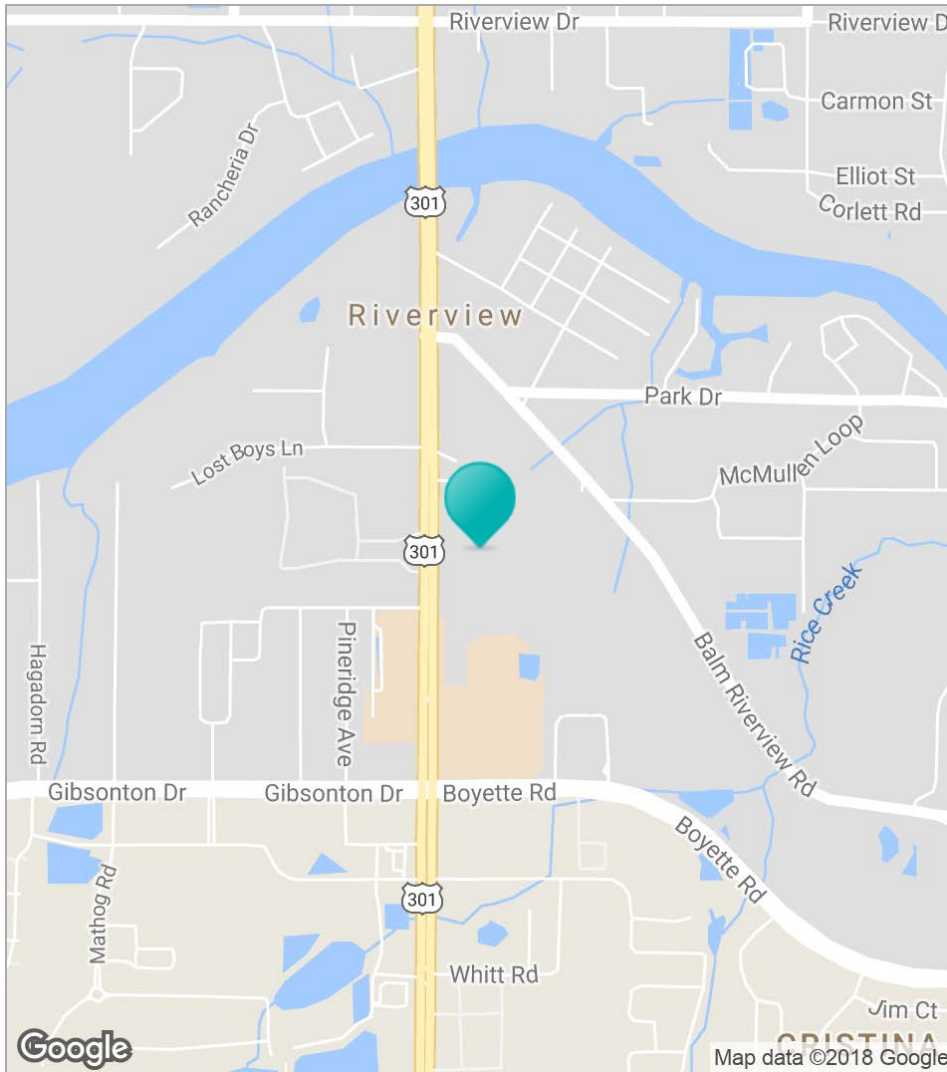 Riverview Dr
Riverview D
Carmon St
Rancheria Dr
Elliot St
301
Corlett Rd
Riverview
Park Dr
Lost Boys Ln
McMullen Loop
301
Rice Creek
Pineridge Ave
Hagadorn Rd
Balm Riverview Rd
Gibsonton Dr
Gibsonton Dr
Boyette Rd
Boyette Rd
Mathog Rd
301
Whitt Rd
Jim Ct
CRISTINA
Google
Map data ©2018 Google